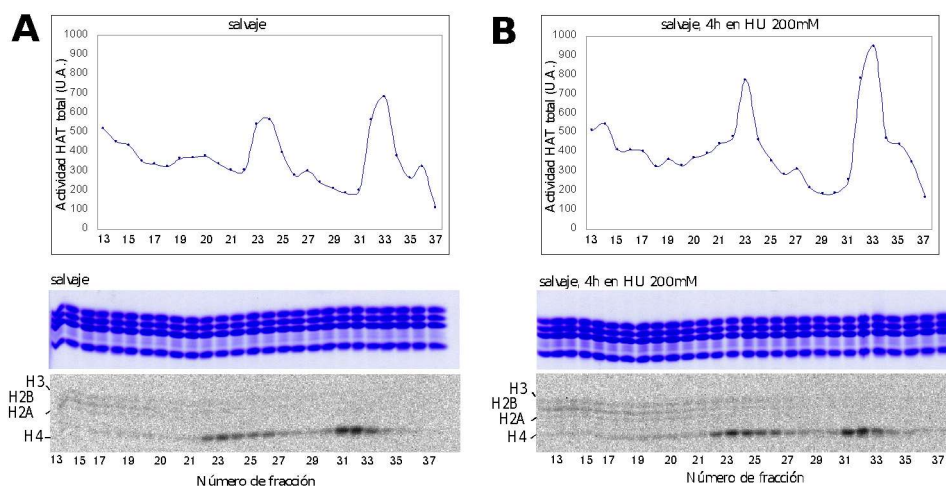 A
salvaje
Actividad HAT total (U.A.)
1000
900
800
700
600
500
400
300
200
100
0
13 15 17 19 20 21 23 25 27 29 31 33 35 37
salvaje
H3
H2B
H2A
H4
13 15 17 19 20 21 23 25 27 29 31 33 35 37
Número de fracción
B
salvaje, 4h en HU 200mM
Actividad HAT total (U.A.)
1000
900
800
700
600
500
400
300
200
100
0
13 15 17 19 20 21 23 25 27 29 31 33 35 37
salvaje, 4h en HU 200mM
H3
H2B
H2A
H4
13 15 17 19 20 21 23 25 27 29 31 33 35 37
Número de fracción